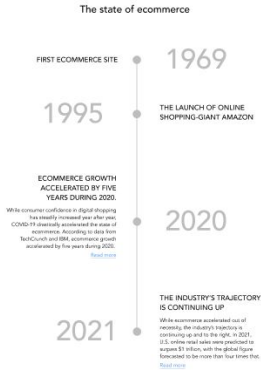 The state of ecommerce
FIRST ECOMMERCE SITE
1969
1995
THE LAUNCH OF ONLINE
SHOPPING-GIANT AMAZON
ECOMMERCE GROWTH
ACCELERATED BY FIVE
YEARS DURING 2020.
While consumer confidence in digital shopping
has steadily increased year after year,
COVID-19 drastically accelerated the state of
ecommerce. According to data from
TechCrunch and IBM, ecommerce growth
accelerated by five years during 2020.
Read more
2020
2021
THE INDUSTRY'S TRAJECTORY
IS CONTINUING UP
While ecommerce accelerated out of
necessity, the industry's trajectory is
continuing up and to the right. In 2021,
U.S. online retail sales were predicted to
surpass $1 trillion, with the global figure
forecasted to be more than four times that.
Read more